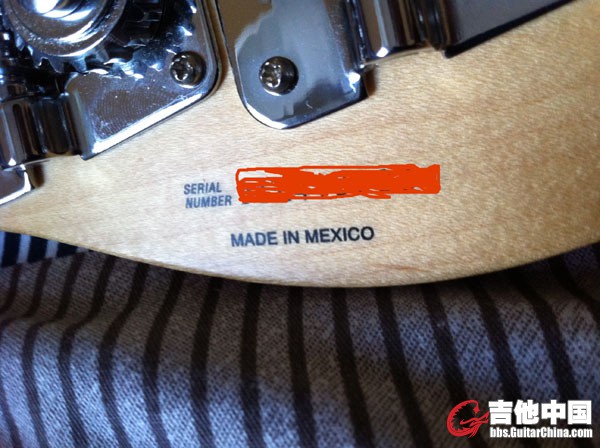 SERIAL
NUMBER
MADE IN MEXICO
吉他中国
bbs.GuitarChina.com